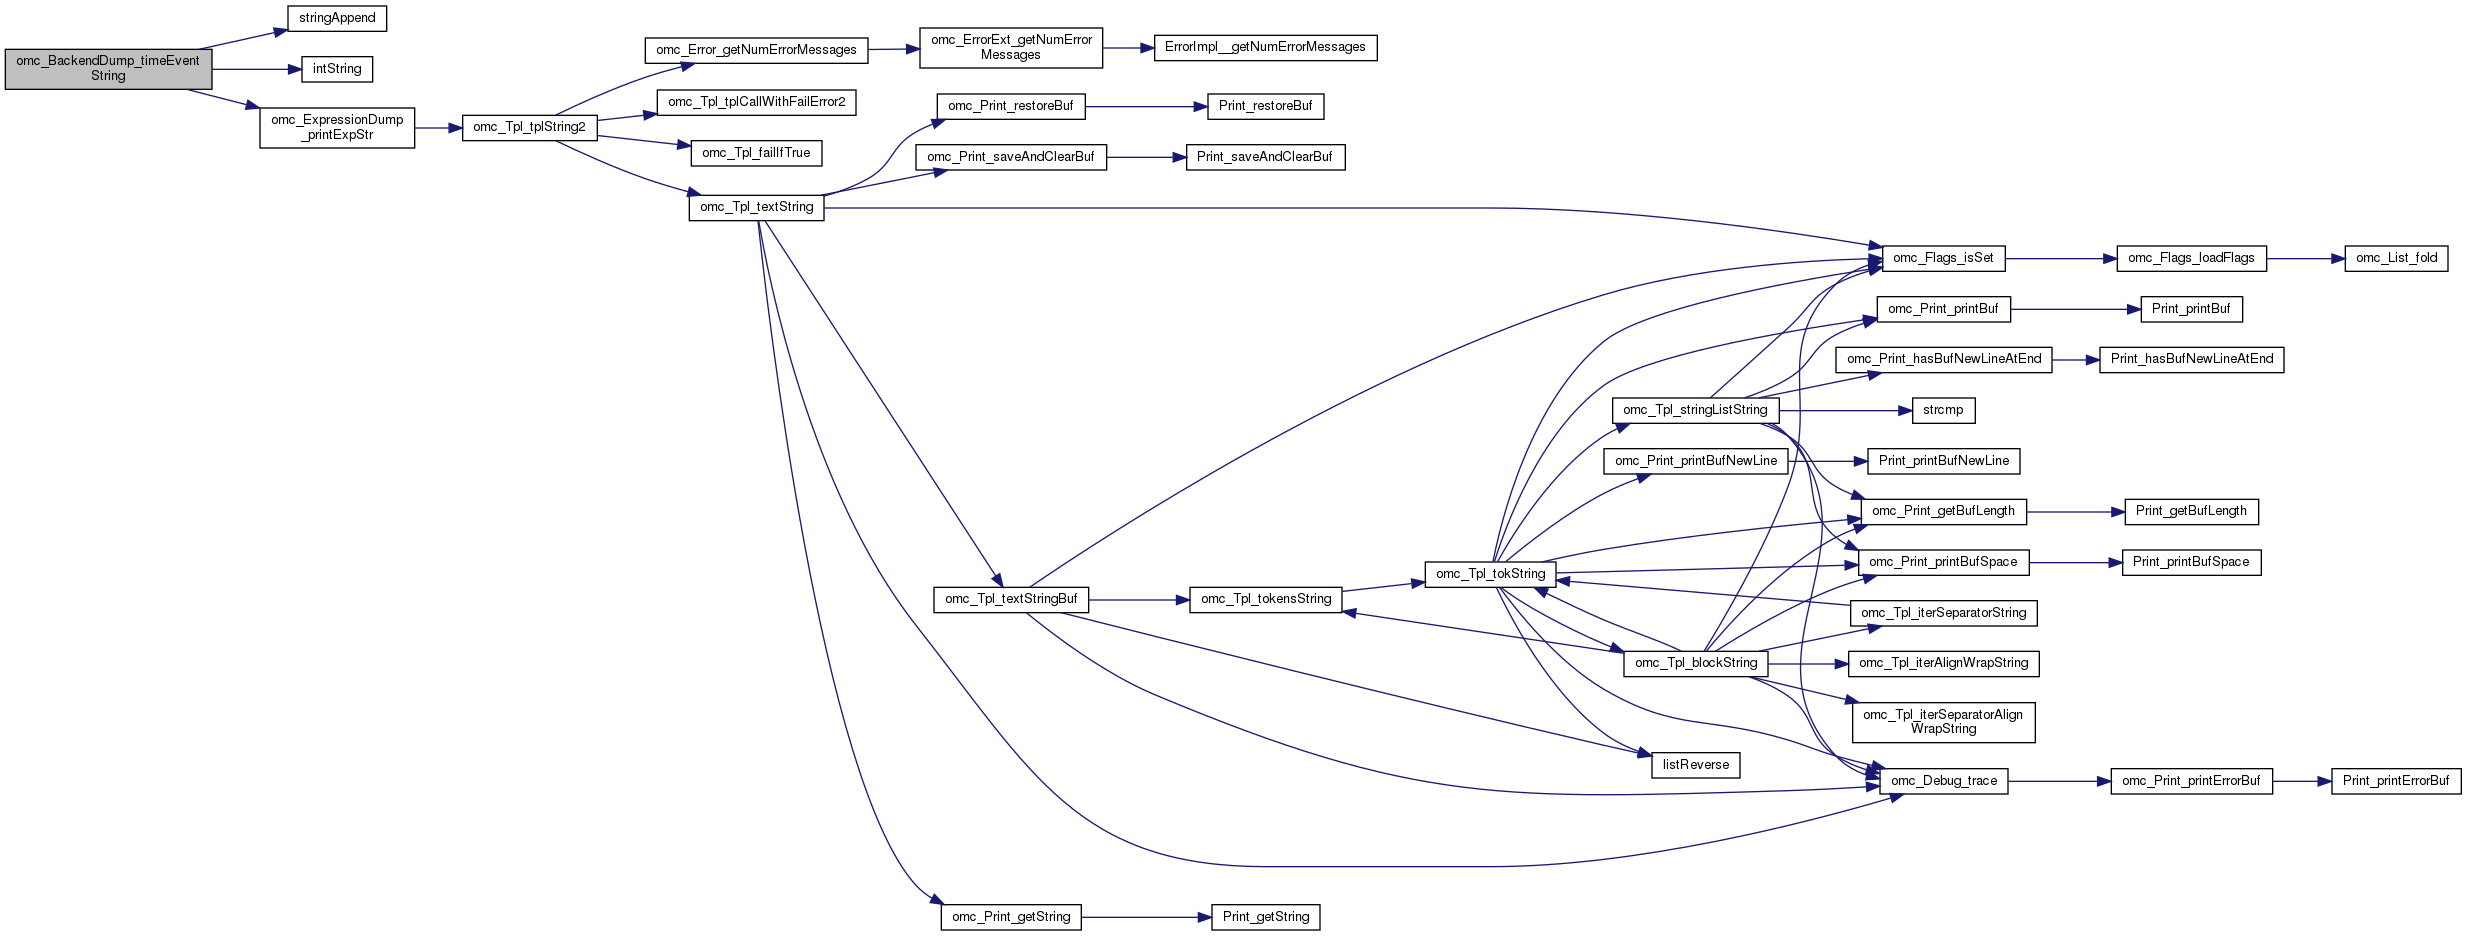 omc_BackendDump_timeEvent
String
stringAppend
intString
omc_ExpressionDump
_printExpStr
omc_Tpl_tplString2
omc_Error_getNumErrorMessages
omc_Tpl_tplCallWithFailError2
omc_Tpl_failIfTrue
omc_Tpl_textString
omc_ErrorExt_getNumError
Messages
ErrorImpl__getNumErrorMessages
omc_Print_restoreBuf
Print_restoreBuf
omc_Print_saveAndClearBuf
Print_saveAndClearBuf
omc_Flags_isSet
omc_Flags_loadFlags
omc_List_fold
omc_Print_printBuf
Print_printBuf
omc_Print_hasBufNewLineAtEnd
Print_hasBufNewLineAtEnd
omc_Tpl_stringListString
strcmp
omc_Print_printBufNewLine
Print_printBufNewLine
omc_Print_getBufLength
Print_getBufLength
omc_Tpl_tokString
omc_Print_printBufSpace
Print_printBufSpace
omc_Tpl_textStringBuf
omc_Tpl_tokensString
omc_Tpl_iterSeparatorString
omc_Tpl_blockString
omc_Tpl_iterAlignWrapString
omc_Tpl_iterSeparatorAlign
WrapString
listReverse
omc_Debug_trace
omc_Print_printErrorBuf
Print_printErrorBuf
omc_Print_getString
Print_getString